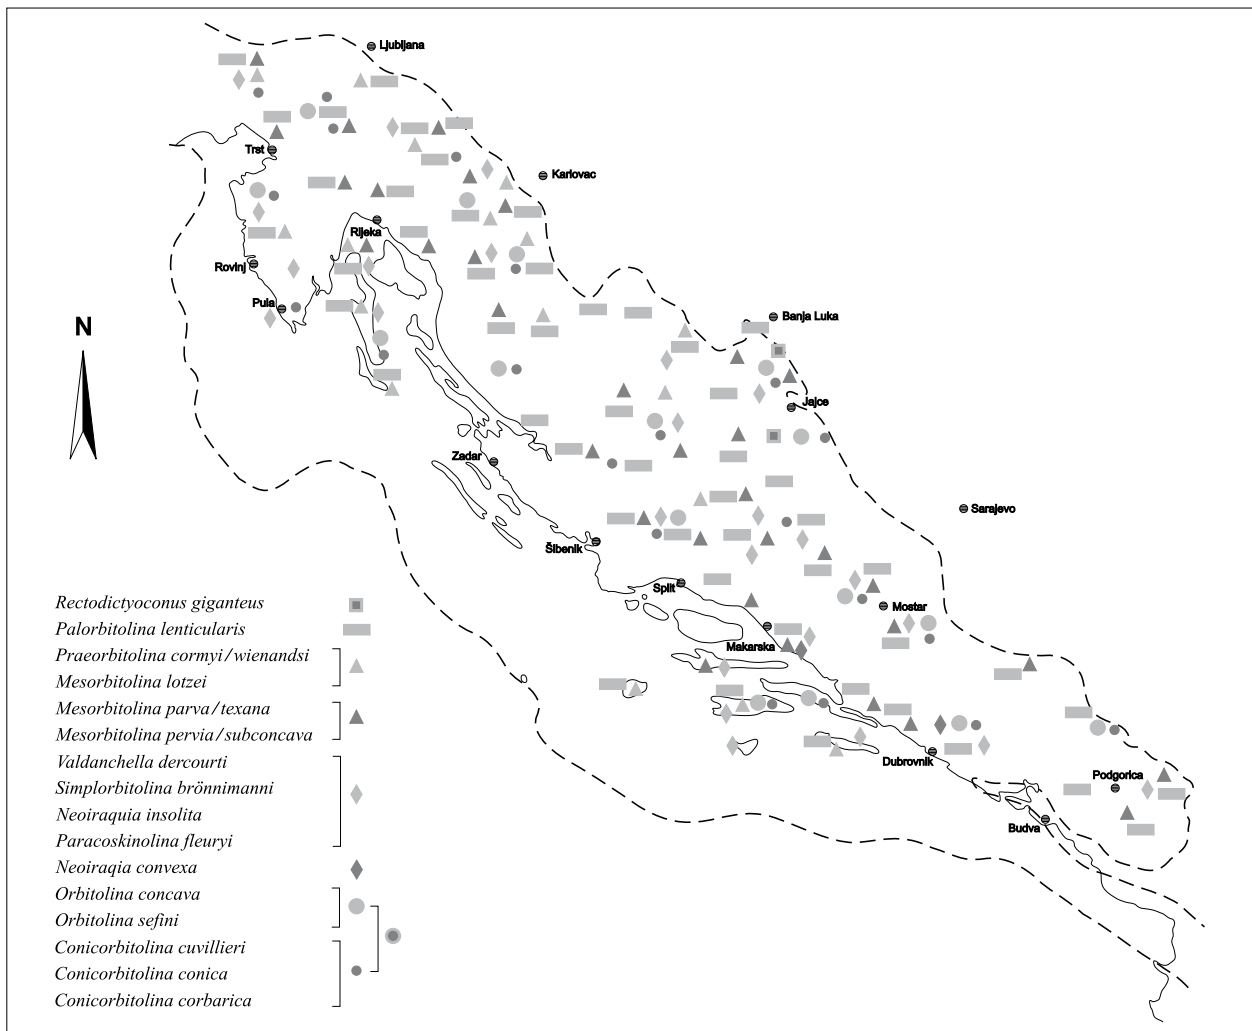 Ljubljana
Trst
Karlovac
Rijeka
Rovinj
Pula
N
Banja Luka
Jajce
Zadar
Sarajevo
Šibenik
Split
Mostar
Makarska
Dubrovnik
Podgorica
Budva
Rectodictyoconus giganteus
Palorbitolina lenticularis
Praeorbitolina cormyi/wienandsi
Mesorbitolina lotzei
Mesorbitolina parva/texana
Mesorbitolina pervia/subconcava
Valdanchella dercourti
Simplorbitolina brönnimanni
Neoiraquia insolita
Paracoskinolina fleuryi
Neoiraqia convexa
Orbitolina concava
Orbitolina sefini
Conicorbitolina cuvillieri
Conicorbitolina conica
Conicorbitolina corbarica